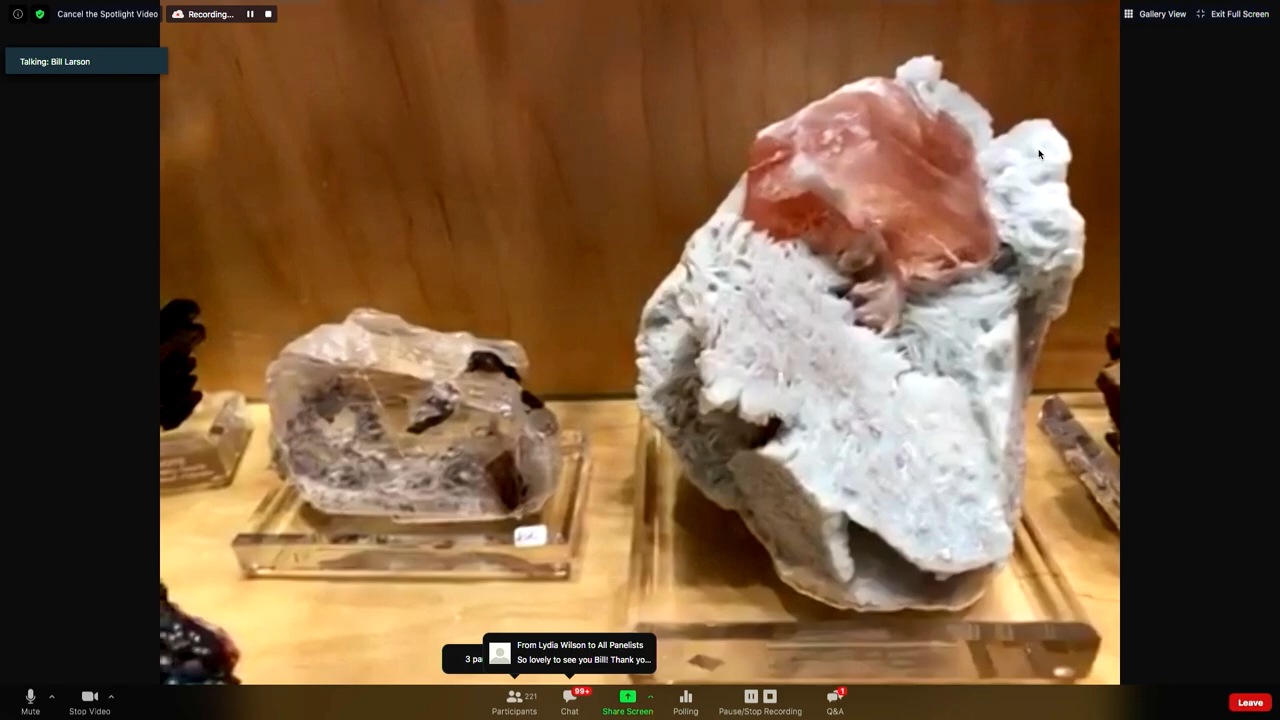 Cancel the Spotlight Video
Recording...
Gallery View
Exit Full Screen
Talking: Bill Larson
From Lydia Wilson to All Panelists
3 pa
So lovely to see you Bill! Thank yo...
Mute
Stop Video
221
Participants
99+
Chat
Share Screen
Polling
Pause/Stop Recording
1
Q&A
Leave